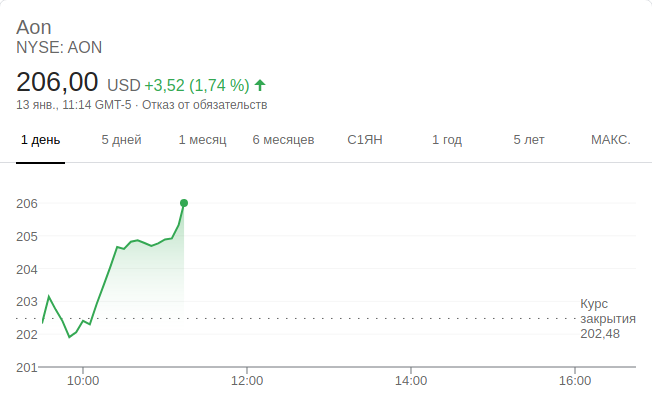 Aon
NYSE: AON
206,00 USD +3,52 (1,74 %) ↑
13 янв., 11:14 GMT-5 · Отказ от обязательств
1 день 5 дней 1 месяц 6 месяцев С1ЯН 1 год 5 лет МАКС.
206
205
204
203
202
201
Курс
закрытия
202,48
10:00 12:00 14:00 16:00